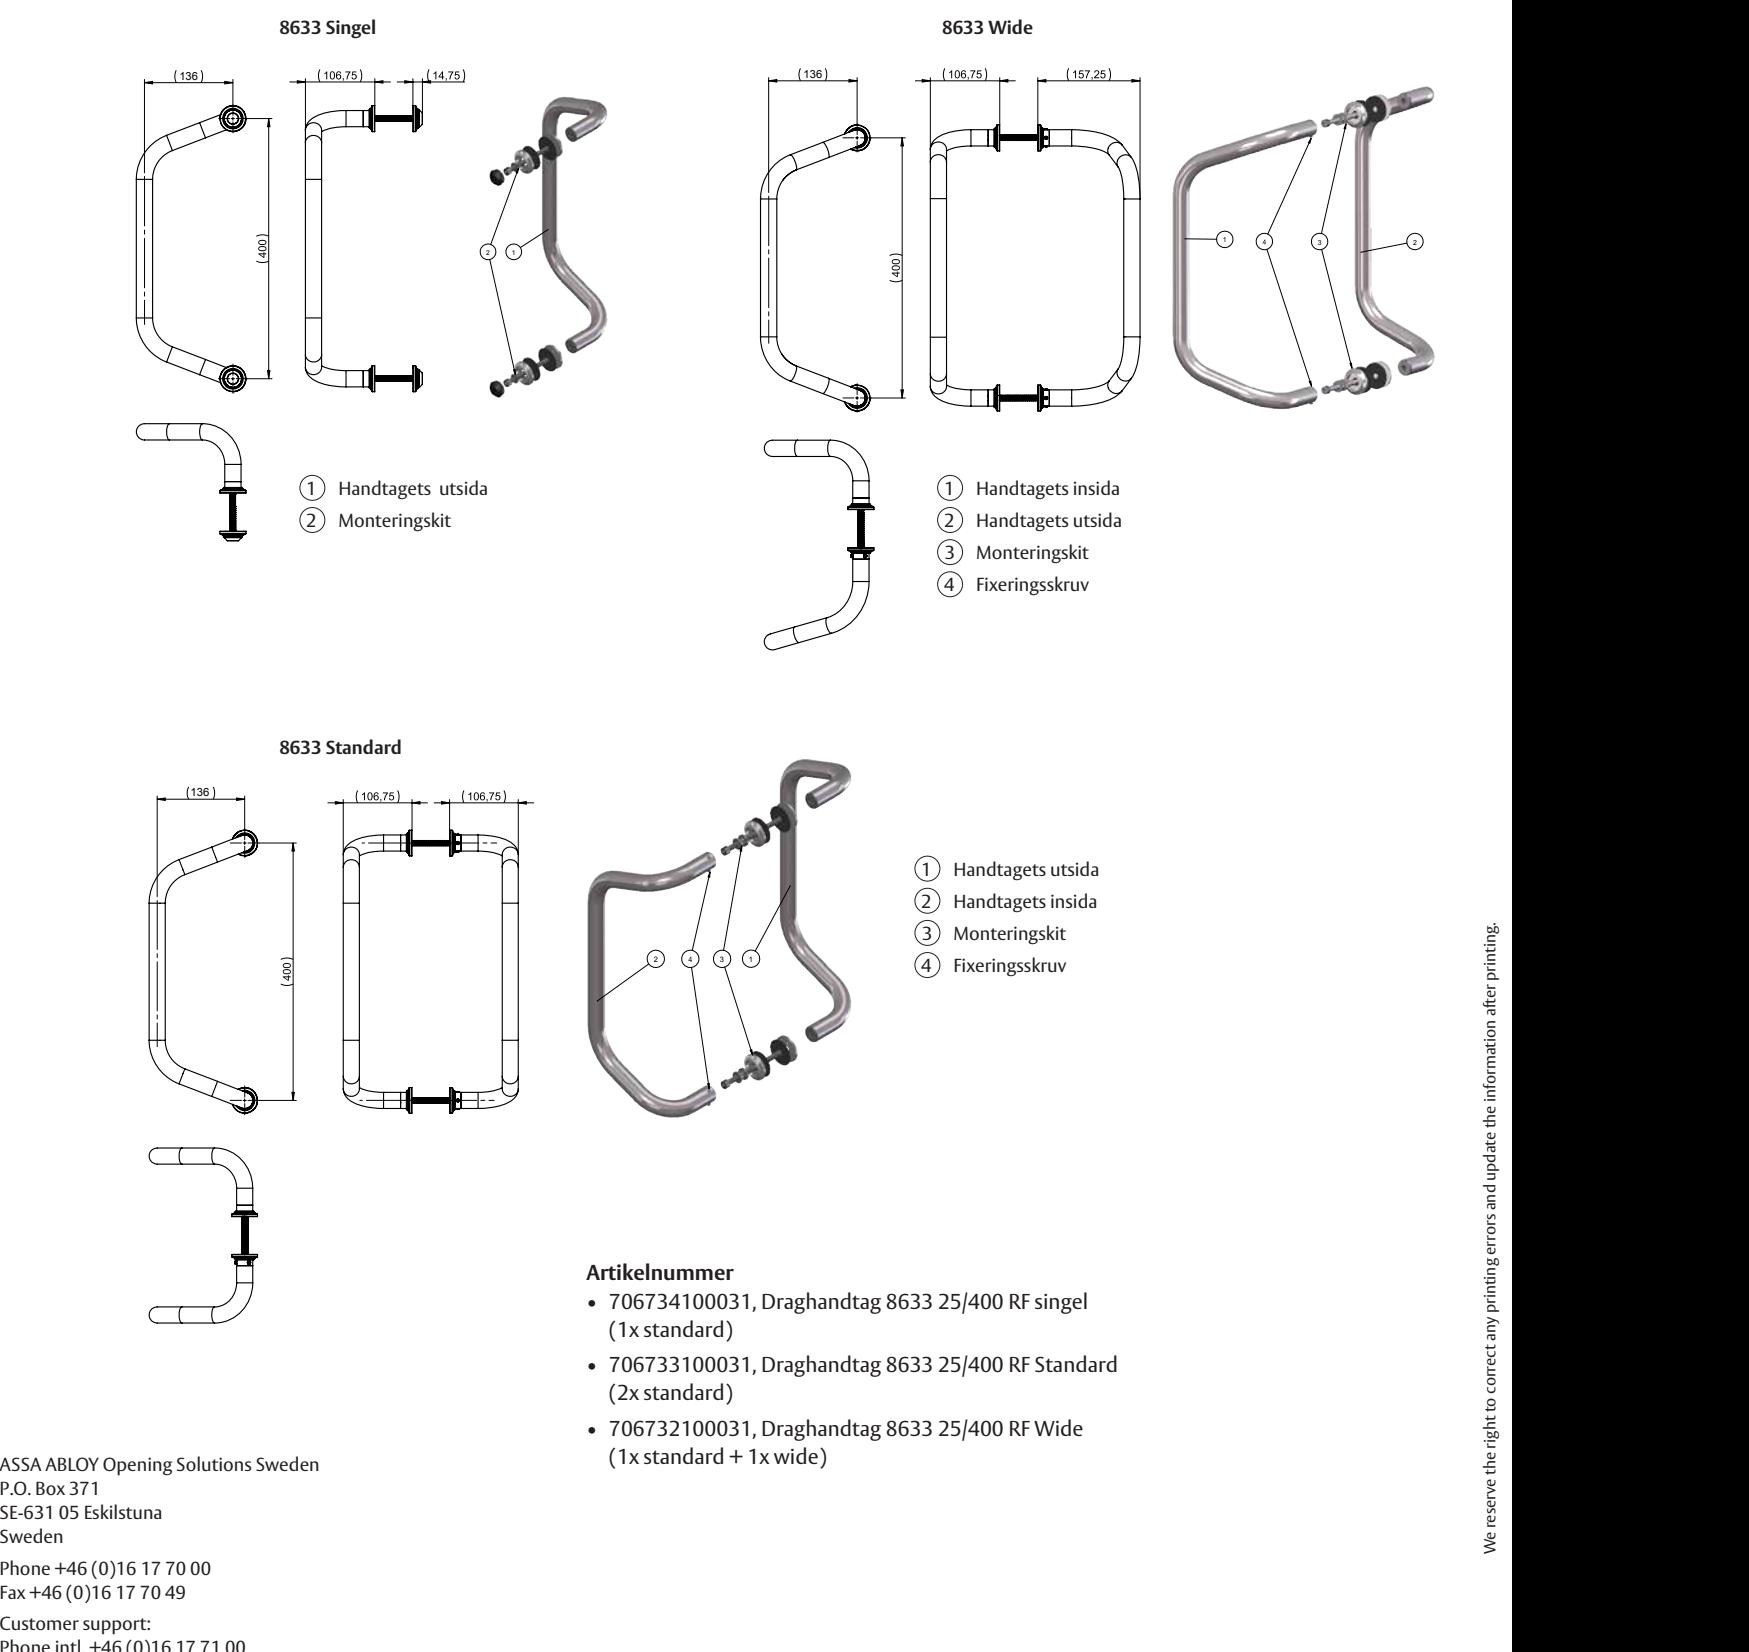 8633 Singel
(136)
(106,75)
(14,75)
(400)
2
1
1 Handtagets utsida
2 Monteringskit
8633 Wide
(136)
(106,75)
(157,25)
(400)
1
4
3
2
1 Handtagets insida
2 Handtagets utsida
3 Monteringskit
4 Fixeringsskruv
8633 Standard
(136)
(106,75)
(106,75)
(400)
2
4
3
1
1 Handtagets utsida
2 Handtagets insida
3 Monteringskit
4 Fixeringsskruv
Artikelnummer
• 706734100031, Draghandtag 8633 25/400 RF singel
(1x standard)
• 706733100031, Draghandtag 8633 25/400 RF Standard
(2x standard)
• 706732100031, Draghandtag 8633 25/400 RF Wide
(1x standard + 1x wide)
ASSA ABLOY Opening Solutions Sweden
P.O. Box 371
SE-631 05 Eskilstuna
Sweden
Phone +46 (0)16 17 70 00
Fax +46 (0)16 17 70 49
Customer support:
Phone intl. +46 (0)16 17 71 00
We reserve the right to correct any printing errors and update the information after printing.